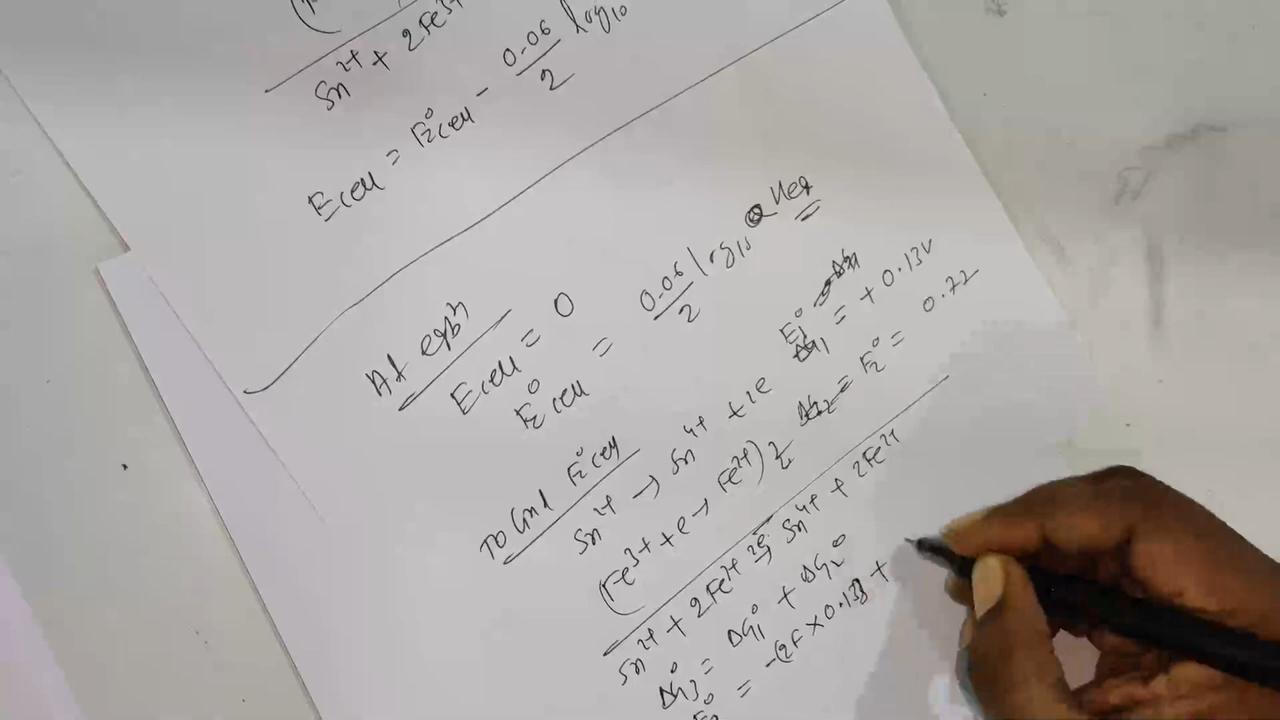 Sn²⁺ + 2Fe³⁺
Ecell = E°cell - 0.06/2 log₁₀
At eqbᵐ
Ecell = 0
E°cell = 0.06/2 log₁₀ Keq
To find E°cell
Sn²⁺ → Sn⁴⁺ + 2e E₁° = + 0.13V
(Fe³⁺ + e → Fe²⁺) 2 E₂° = 0.77
Sn²⁺ + 2Fe³⁺ → Sn⁴⁺ + 2Fe²⁺
ΔG₃° = ΔG₁° + ΔG₂°
= -(2F × 0.13) +